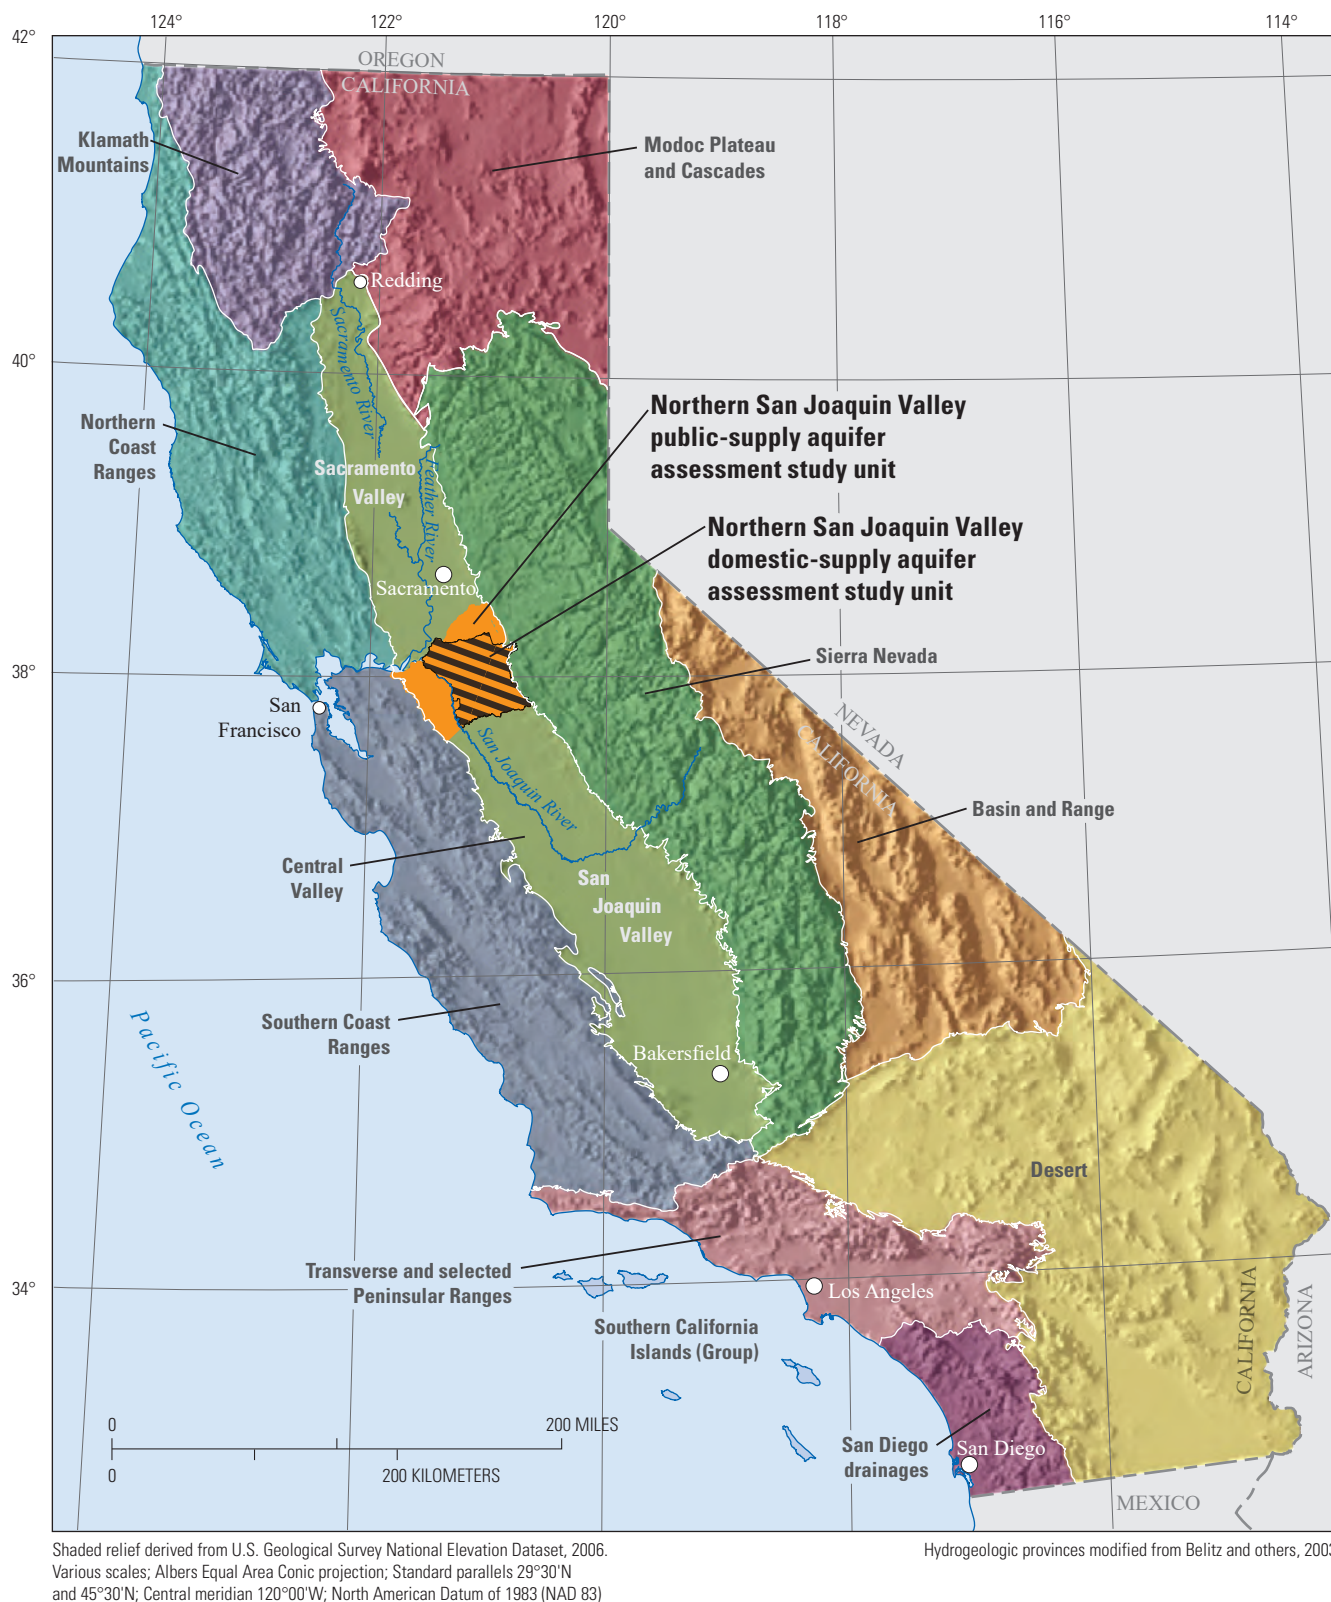 124°
122°
120°
118°
116°
114°
42°
OREGON
CALIFORNIA
Klamath
Mountains
Modoc Plateau
and Cascades
Redding
Sacramento River
40°
Northern
Coast
Ranges
Northern San Joaquin Valley
public-supply aquifer
assessment study unit
Sacramento
Valley
Feather River
Northern San Joaquin Valley
domestic-supply aquifer
assessment study unit
Sacramento
38°
Sierra Nevada
San
Francisco
NEVADA
CALIFORNIA
San Joaquin River
Basin and Range
Central
Valley
San
Joaquin
Valley
36°
Pacific Ocean
Southern Coast
Ranges
Bakersfield
Desert
34°
Transverse and selected
Peninsular Ranges
Los Angeles
Southern California
Islands (Group)
CALIFORNIA
ARIZONA
0
200 MILES
0
200 KILOMETERS
San Diego
drainages
San Diego
MEXICO
Shaded relief derived from U.S. Geological Survey National Elevation Dataset, 2006.
Various scales; Albers Equal Area Conic projection; Standard parallels 29°30'N
and 45°30'N; Central meridian 120°00'W; North American Datum of 1983 (NAD 83)
Hydrogeologic provinces modified from Belitz and others, 2003